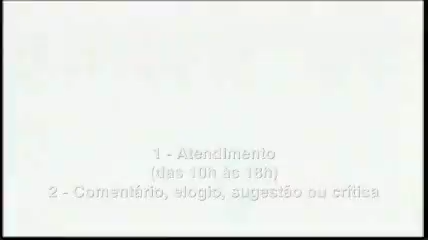 1 - Atendimento
(das 10h às 18h)
2 - Comentário, elogio, sugestão ou crítica